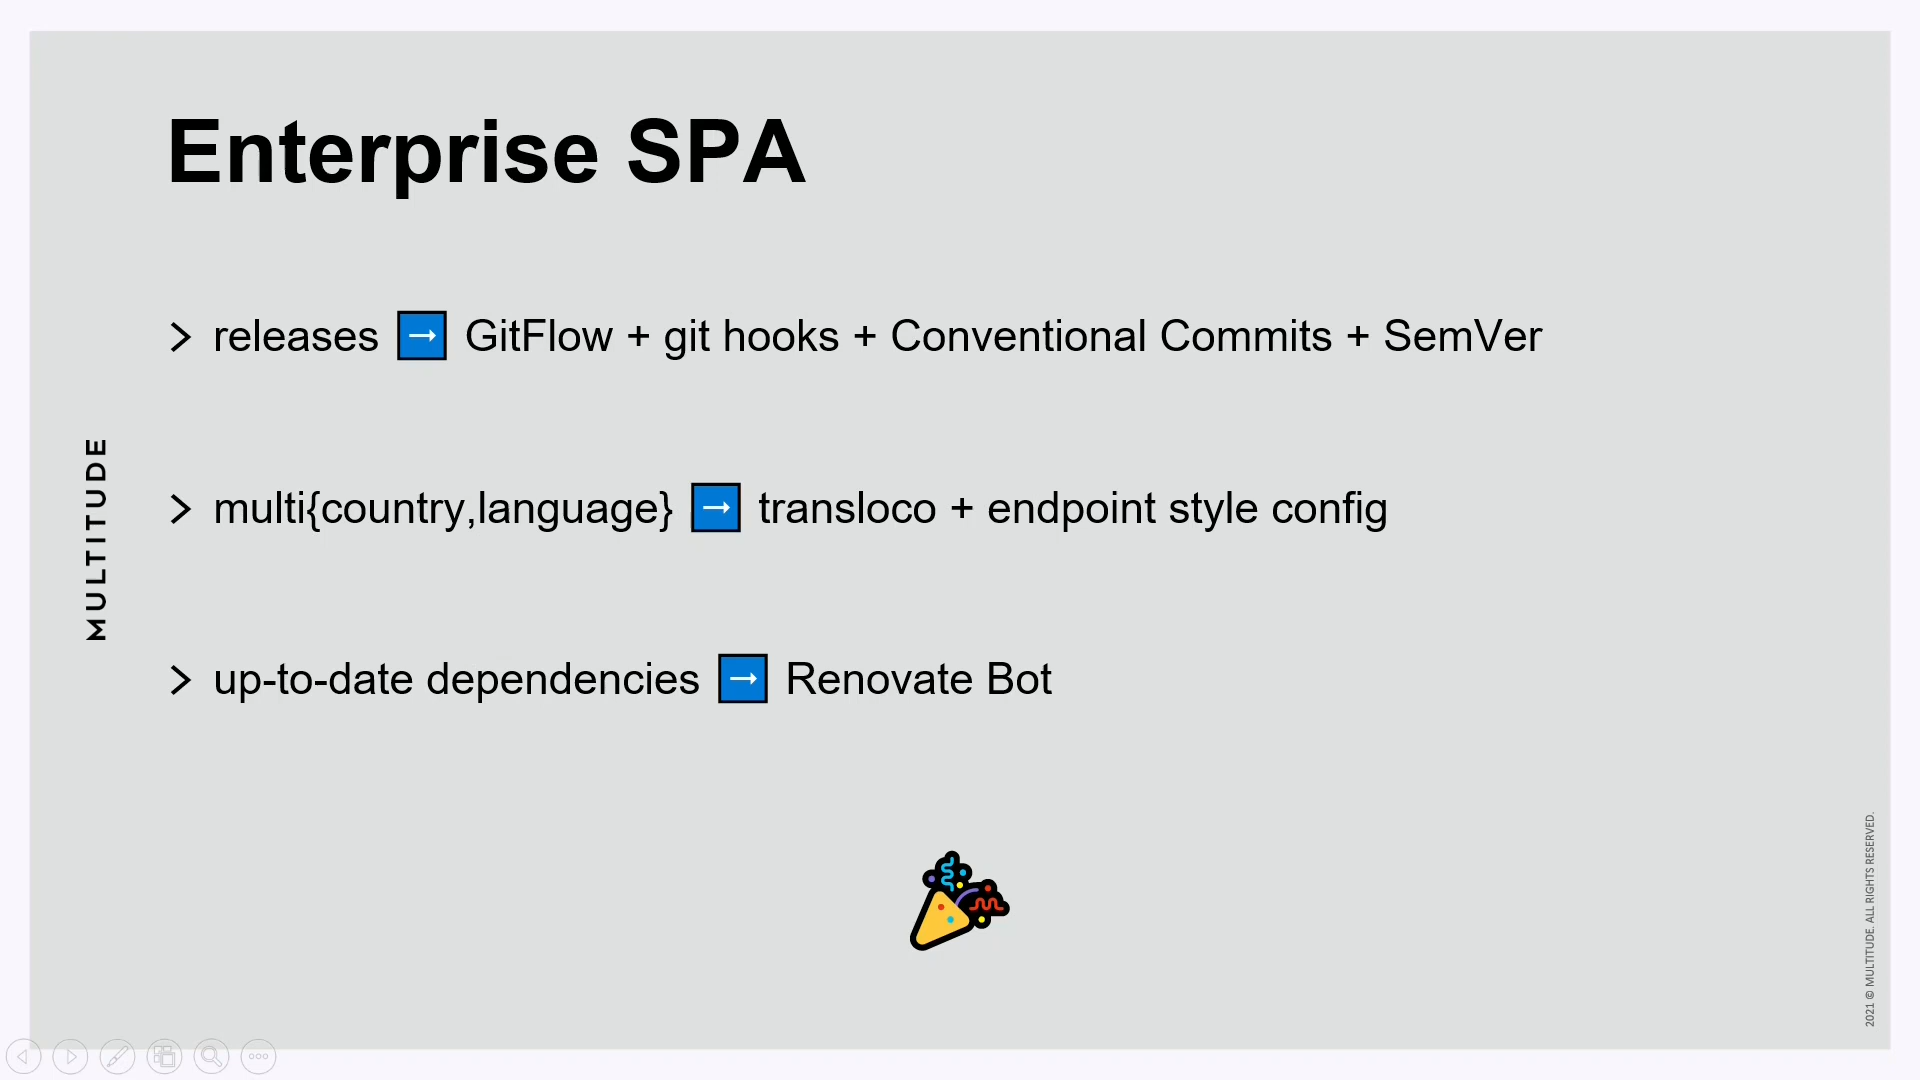 Enterprise SPA
> releases ➡ GitFlow + git hooks + Conventional Commits + SemVer
> multi{country,language} ➡ transloco + endpoint style config
> up-to-date dependencies ➡ Renovate Bot
MULTITUDE
2021 © MULTITUDE. ALL RIGHTS RESERVED.